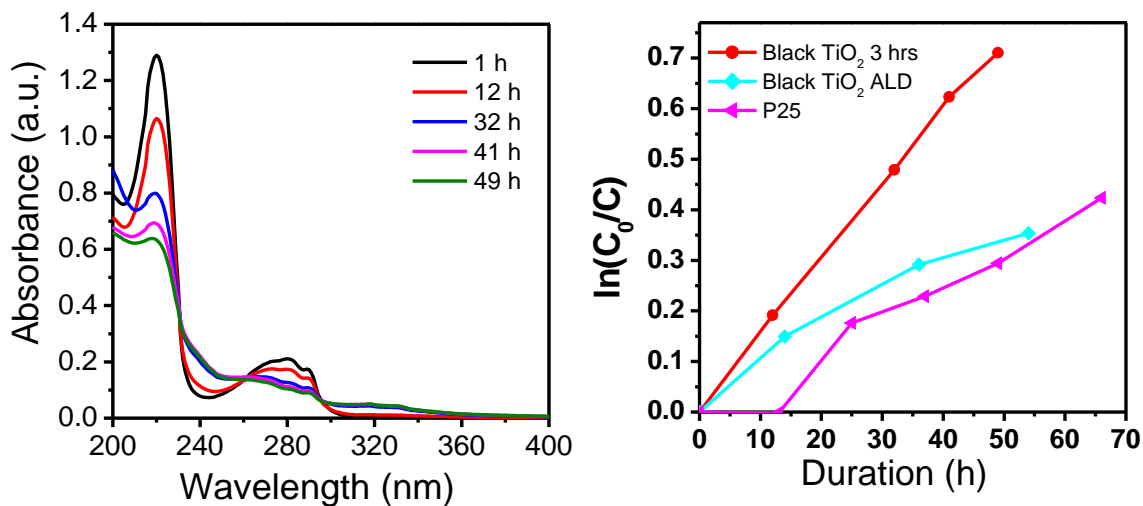 1.4
1.2
1.0
0.8
0.6
0.4
0.2
0.0
Absorbance (a.u.)
1 h
12 h
32 h
41 h
49 h
200 240 280 320 360 400
Wavelength (nm)
0.7
0.6
0.5
0.4
0.3
0.2
0.1
0.0
ln(C₀/C)
Black TiO₂ 3 hrs
Black TiO₂ ALD
P25
0 10 20 30 40 50 60 70
Duration (h)